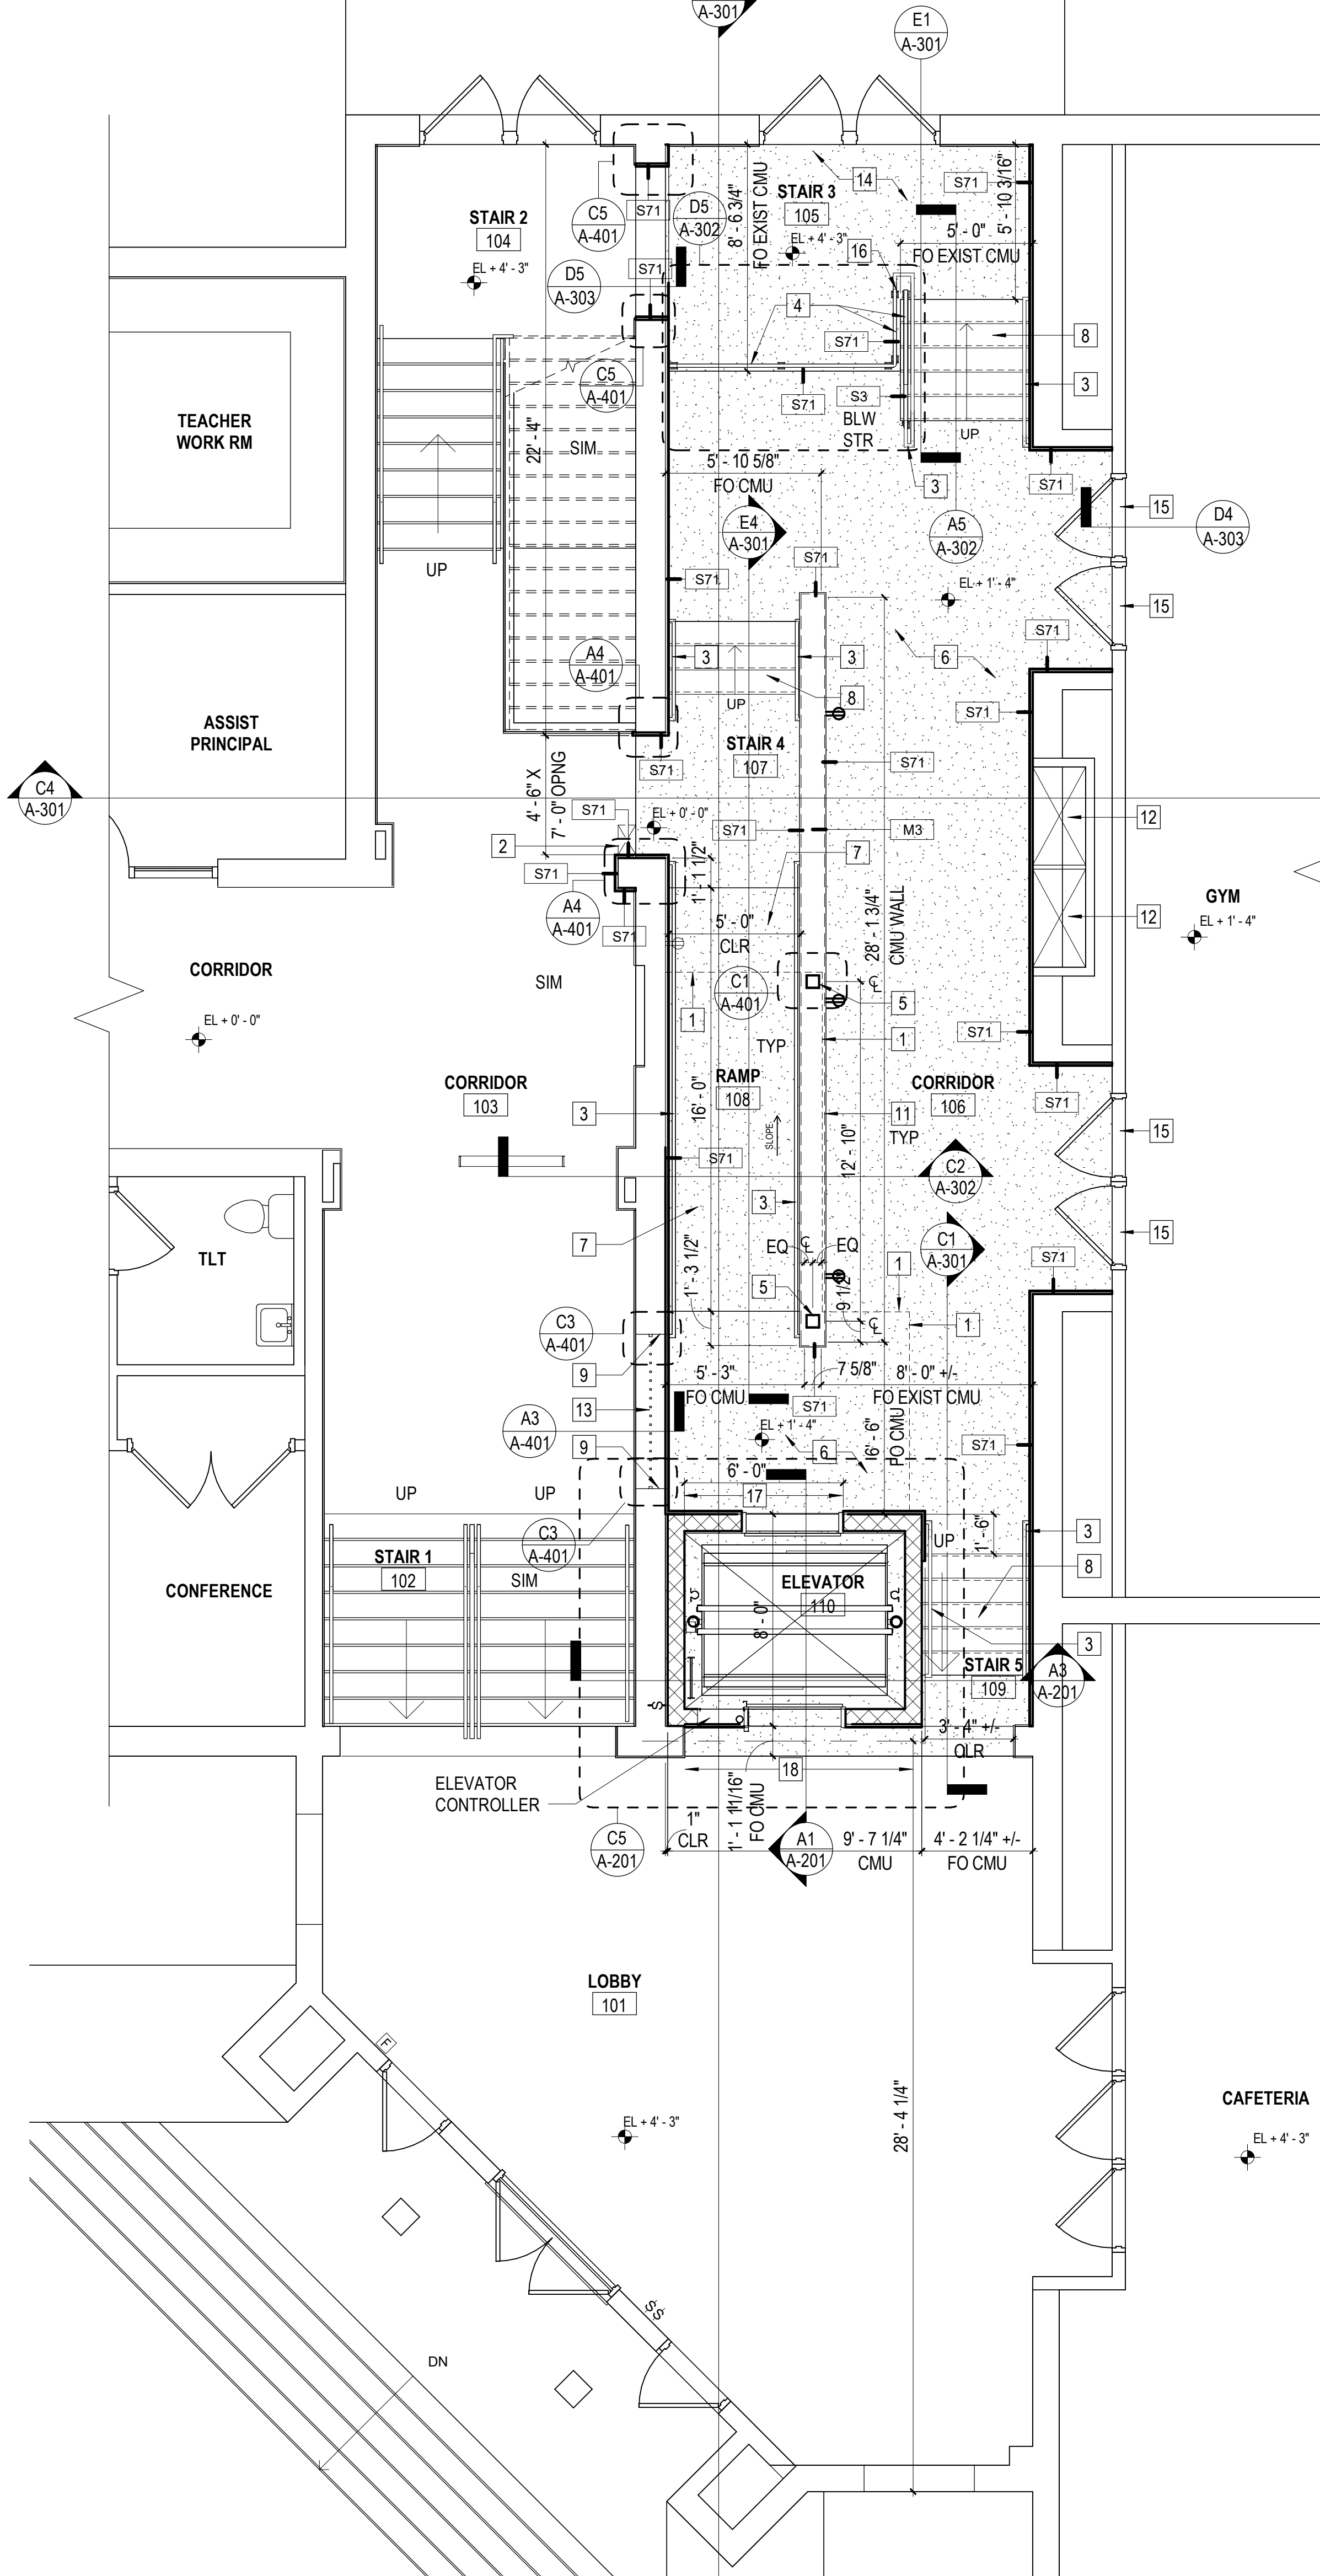 A-301
E1
A-301
STAIR 2
104
EL + 4' - 3"
C5
A-401
S71
D5
A-302
8' - 6 3/4"
FO EXIST CMU
14
STAIR 3
105
EL + 4' - 3"
16
S71
5' - 10 3/16"
5' - 0"
FO EXIST CMU
D5
A-303
S71
4
S71
8
3
C5
A-401
S71
S3
BLW
STR
UP
TEACHER
WORK RM
22' - 4"
SIM
5' - 10 5/8"
FO CMU
3
S71
15
D4
A-303
E4
A-301
A5
A-302
S71
UP
S71
EL + 1' - 4"
15
S71
A4
A-401
3
3
6
8
UP
ASSIST
PRINCIPAL
S71
STAIR 4
107
S71
S71
C4
A-301
4' - 6" X
7' - 0" OPNG
S71
EL + 0' - 0"
S71
M3
12
2
7
S71
A4
A-401
S71
1' - 1 1/2"
5' - 0"
CLR
28' - 1 3/4"
CMU WALL
12
GYM
EL + 1' - 4"
CORRIDOR
SIM
C1
A-401
CL
5
EL + 0' - 0"
1
TYP
1
S71
CORRIDOR
103
RAMP
108
CORRIDOR
106
S71
3
16' - 0"
11
TYP
15
SLOPE
12' - 10"
S71
C2
A-302
3
TLT
7
EQ
CL
EQ
C1
A-301
S71
15
1' - 3 1/2"
5
9 1/2"
1
1
C3
A-401
CL
9
5' - 3"
FO CMU
7 5/8"
8' - 0" +/-
FO EXIST CMU
13
S71
A3
A-401
EL + 1' - 4"
6
6' - 6"
FO CMU
S71
9
6' - 0"
17
UP
UP
C3
A-401
UP
1' - 6"
3
STAIR 1
102
SIM
ELEVATOR
110
8
CONFERENCE
8' - 0"
3
STAIR 5
109
A3
A-201
$
3' - 4" +/-
CLR
ELEVATOR
CONTROLLER
18
1' - 1 11/16"
FO CMU
C5
A-201
1"
CLR
A1
A-201
9' - 7 1/4"
CMU
4' - 2 1/4" +/-
FO CMU
LOBBY
101
F
28' - 4 1/4"
CAFETERIA
EL + 4' - 3"
EL + 4' - 3"
$$
DN